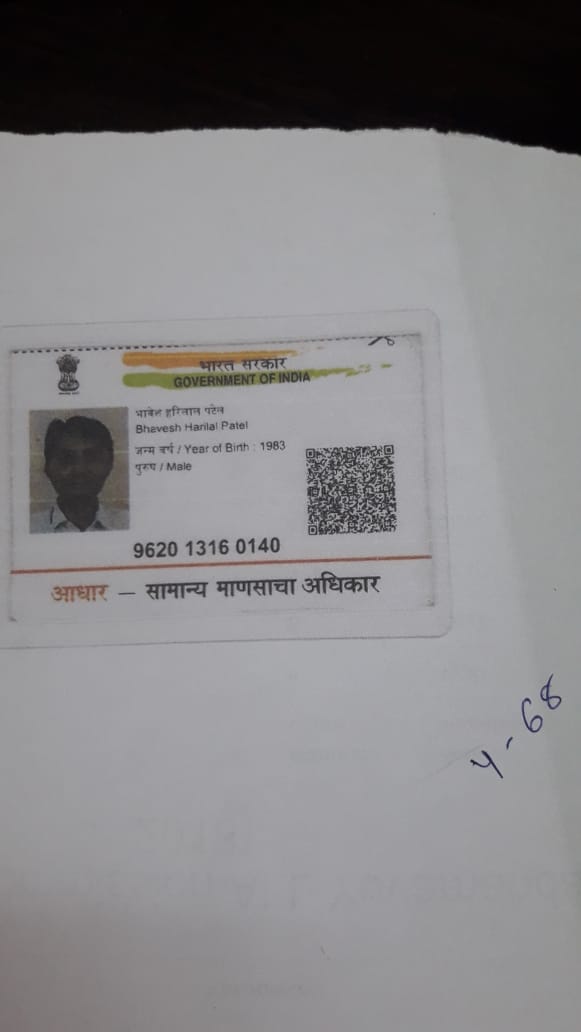 भारत सरकार
GOVERNMENT OF INDIA
भावेश हरिलाल पटेल
Bhavesh Harilal Patel
जन्म वर्ष / Year of Birth : 1983
पुरुष / Male
9620 1316 0140
आधार — सामान्य माणसाचा अधिकार
4-68